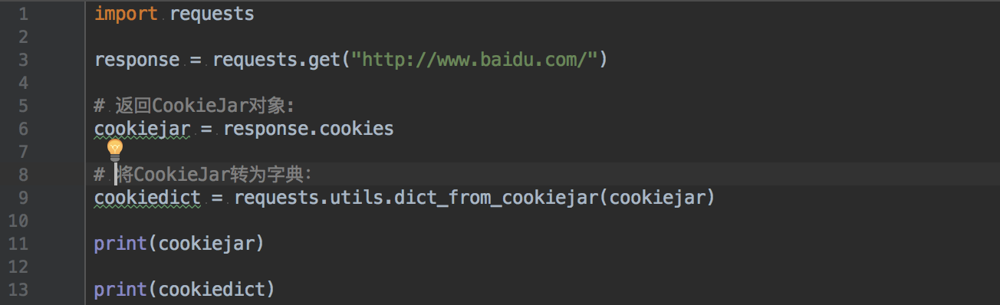 1 import requests
2
3 response = requests.get("http://www.baidu.com/")
4
5 # 返回CookieJar对象:
6 cookiejar = response.cookies
7
8 # 将CookieJar转为字典:
9 cookiedict = requests.utils.dict_from_cookiejar(cookiejar)
10
11 print(cookiejar)
12
13 print(cookiedict)